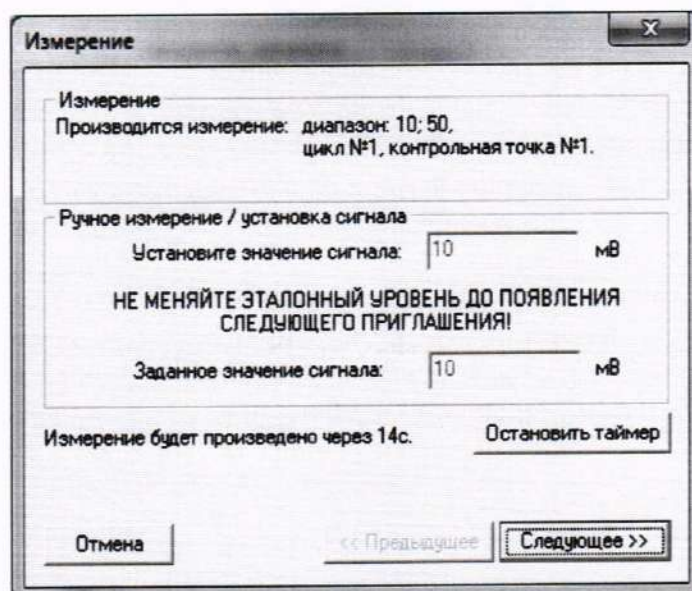 Измерение
x
Измерение
Производится измерение: диапазон: 10; 50,
цикл №1, контрольная точка №1.
Ручное измерение / установка сигнала
Установите значение сигнала: 10 мВ
НЕ МЕНЯЙТЕ ЭТАЛОННЫЙ УРОВЕНЬ ДО ПОЯВЛЕНИЯ
СЛЕДУЮЩЕГО ПРИГЛАШЕНИЯ!
Заданное значение сигнала: 10 мВ
Измерение будет произведено через 14с. Остановить таймер
Отмена << Предыдущее Следующее >>